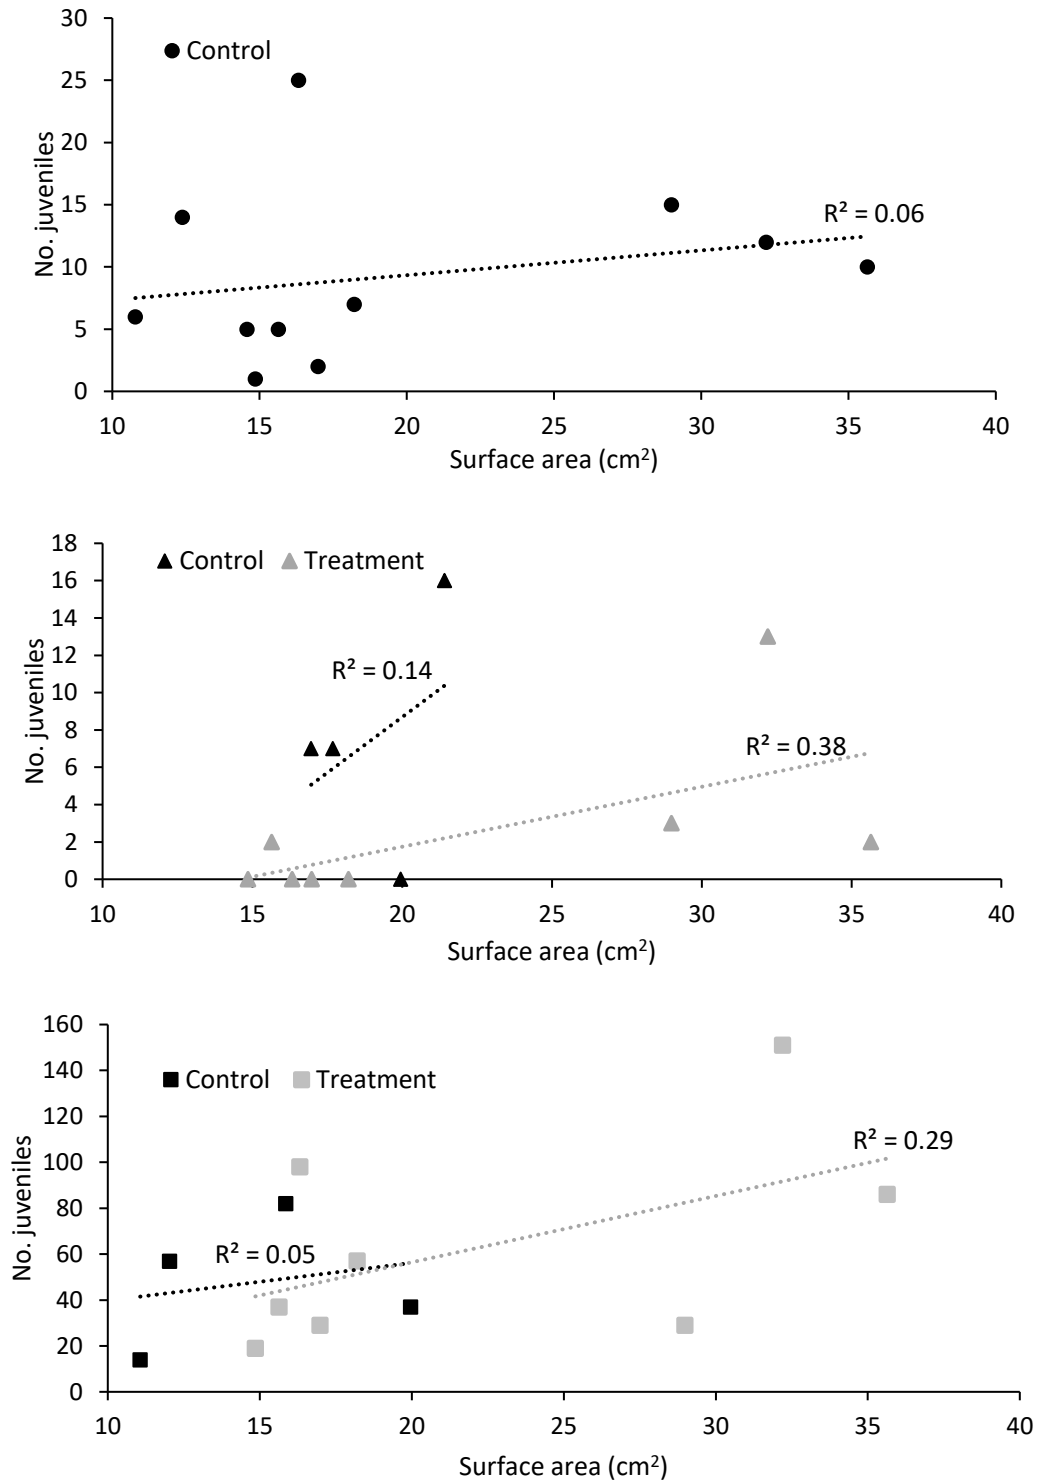 30
Control
25
20
No. juveniles
15
R² = 0.06
10
5
0
10 15 20 25 30 35 40
Surface area (cm²)
18
Control Treatment
16
14
12
No. juveniles
R² = 0.14
10
8
R² = 0.38
6
4
2
0
10 15 20 25 30 35 40
Surface area (cm²)
160
140
Control Treatment
120
R² = 0.29
100
No. juveniles
80
60
R² = 0.05
40
20
0
10 15 20 25 30 35 40
Surface area (cm²)